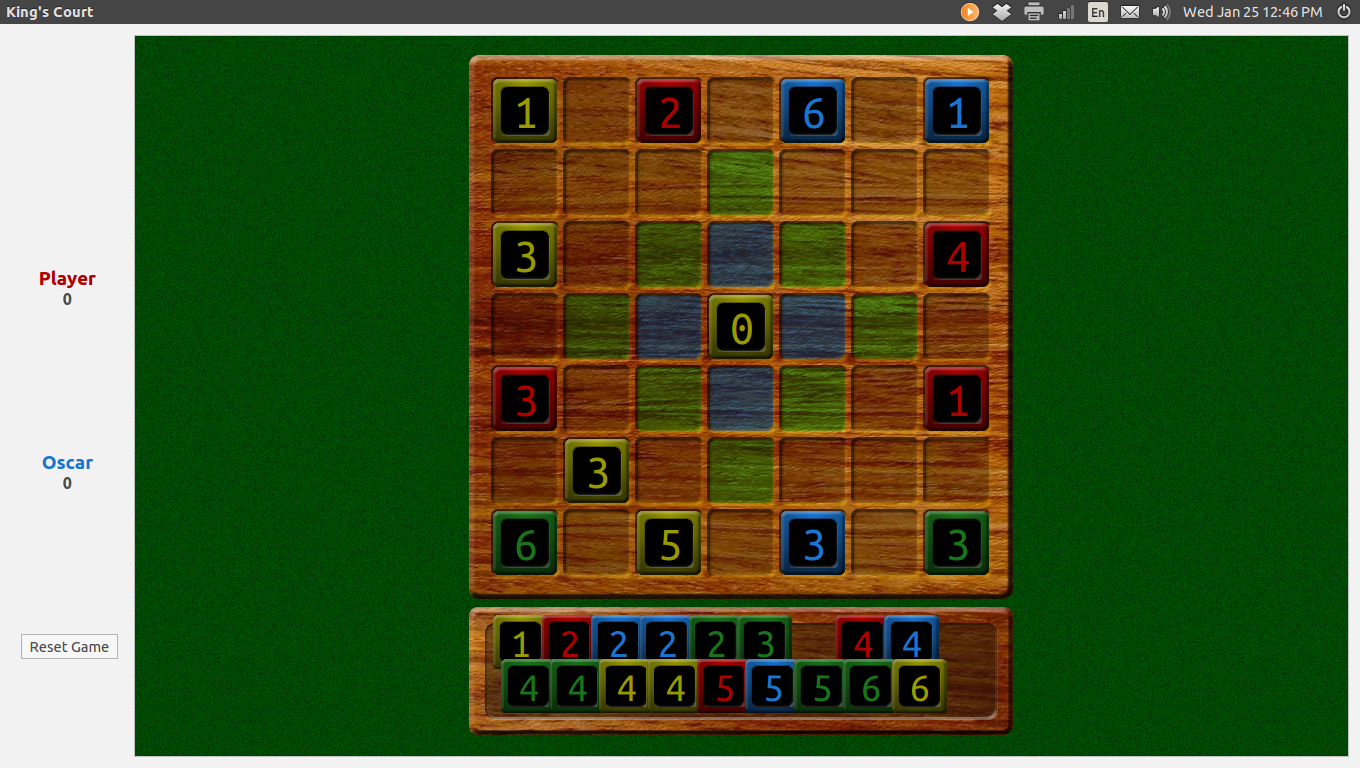 King's Court
En
Wed Jan 25 12:46 PM
1 2 6 1
3 4
Player
0
0
3 1
Oscar
0
3
6 5 3 3
Reset Game
1 2 2 2 2 3 4 4
4 4 4 4 5 5 5 6 6